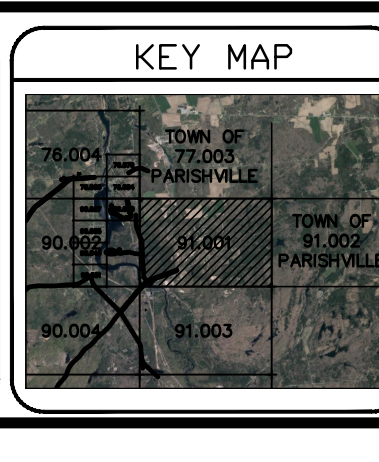 KEY MAP
TOWN OF
76.004 77.003
PARISHVILLE
TOWN OF
90.002 91.001 91.002
PARISHVILLE
90.004 91.003